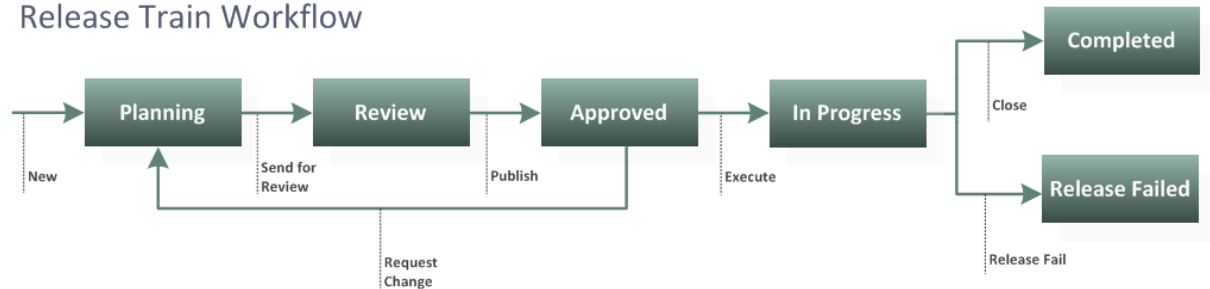 Release Train Workflow
Completed
Planning
Review
Approved
In Progress
Close
New
Send for
Review
Publish
Execute
Release Failed
Request
Change
Release Fail